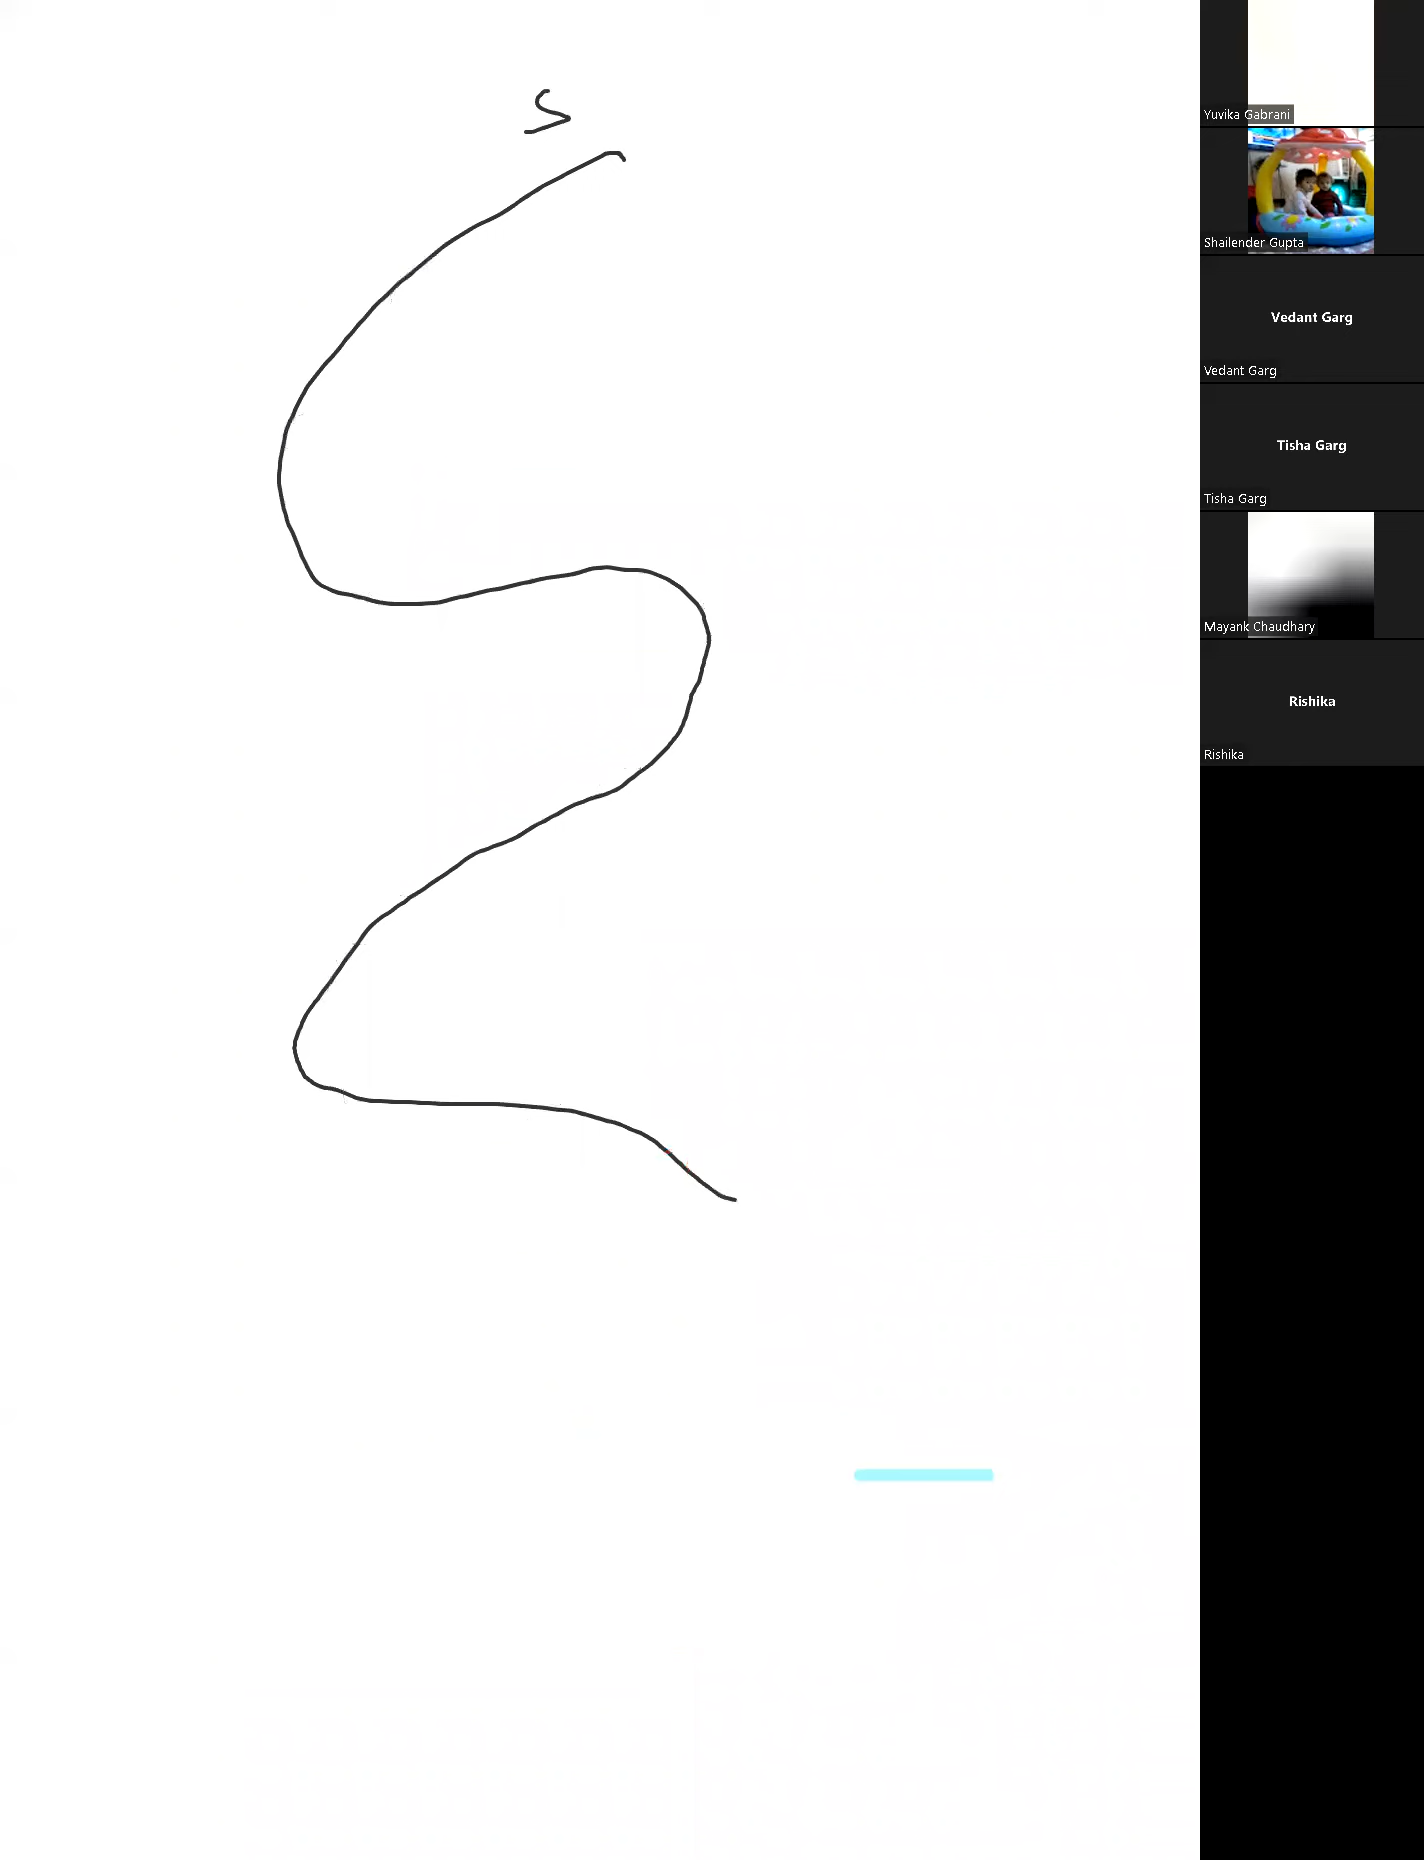 S
Yuvika Gabrani
Shailender Gupta
Vedant Garg
Vedant Garg
Tisha Garg
Tisha Garg
Mayank Chaudhary
Rishika
Rishika